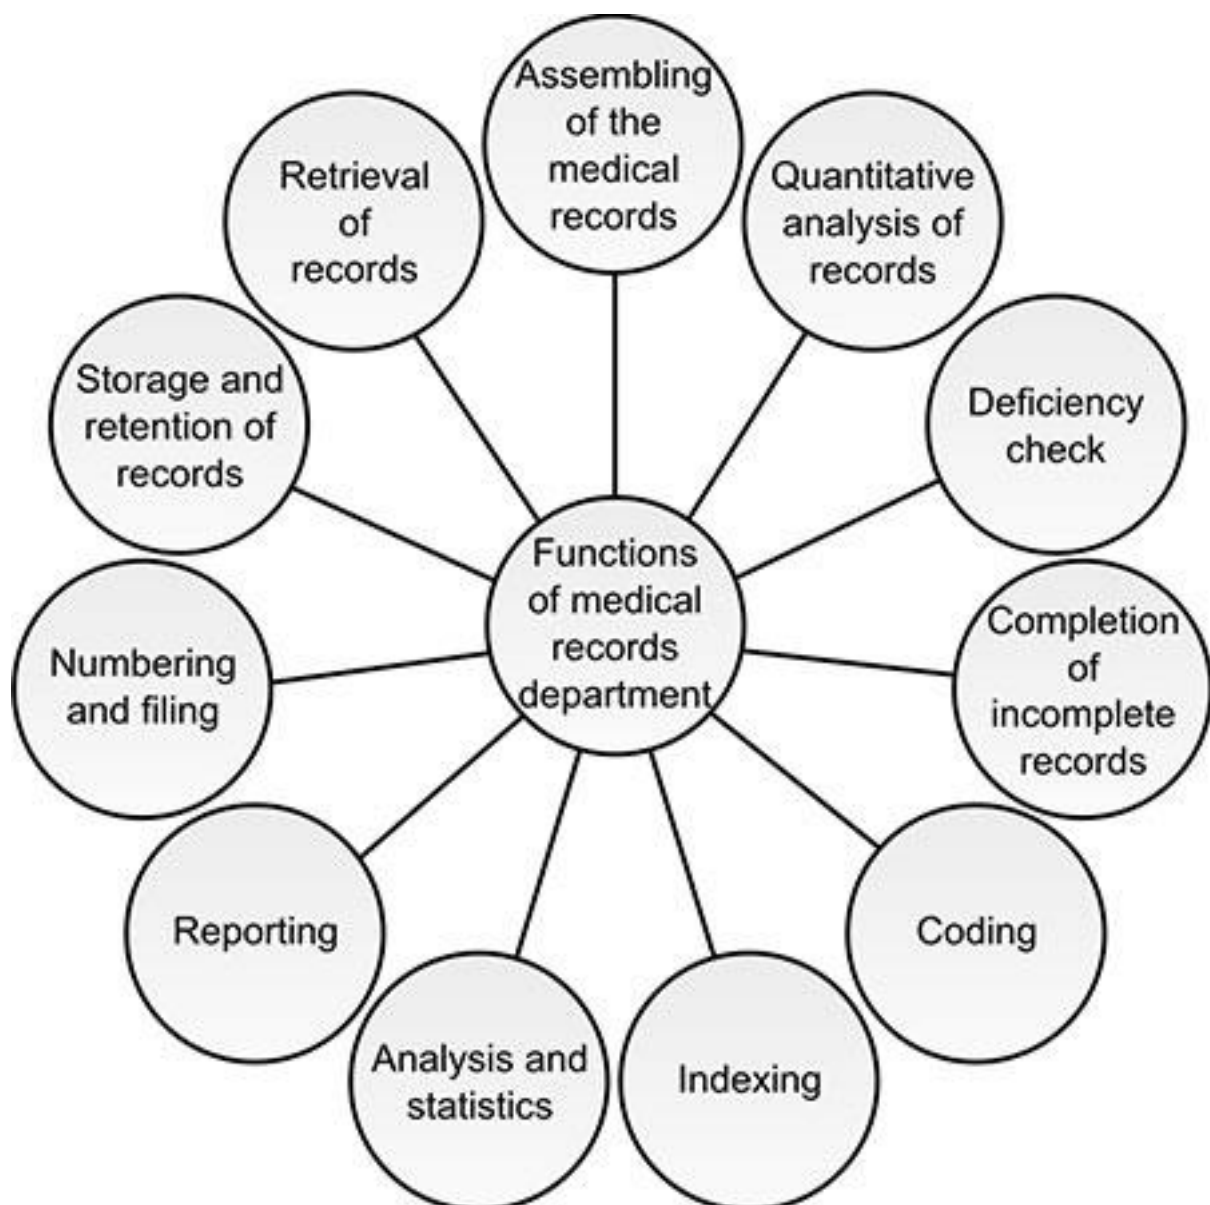 Assembling
of the
medical
records
Quantitative
analysis of
records
Deficiency
check
Completion
of
incomplete
records
Coding
Indexing
Analysis and
statistics
Reporting
Numbering
and filing
Storage and
retention of
records
Retrieval
of
records
Functions
of medical
records
department